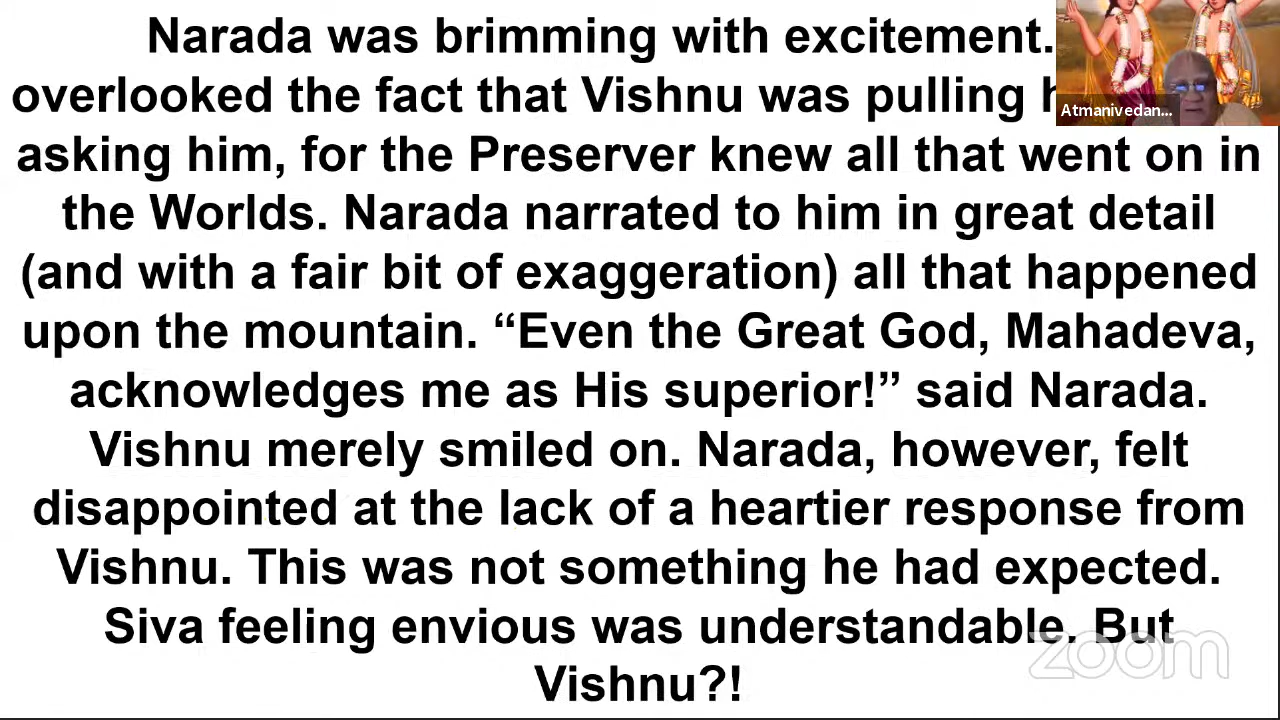 Narada was brimming with excitement.
overlooked the fact that Vishnu was pulling
Atmanivedan...
asking him, for the Preserver knew all that went on in
the Worlds. Narada narrated to him in great detail
(and with a fair bit of exaggeration) all that happened
upon the mountain. “Even the Great God, Mahadeva,
acknowledges me as His superior!” said Narada.
Vishnu merely smiled on. Narada, however, felt
disappointed at the lack of a heartier response from
Vishnu. This was not something he had expected.
Siva feeling envious was understandable. But
zoom
Vishnu?!